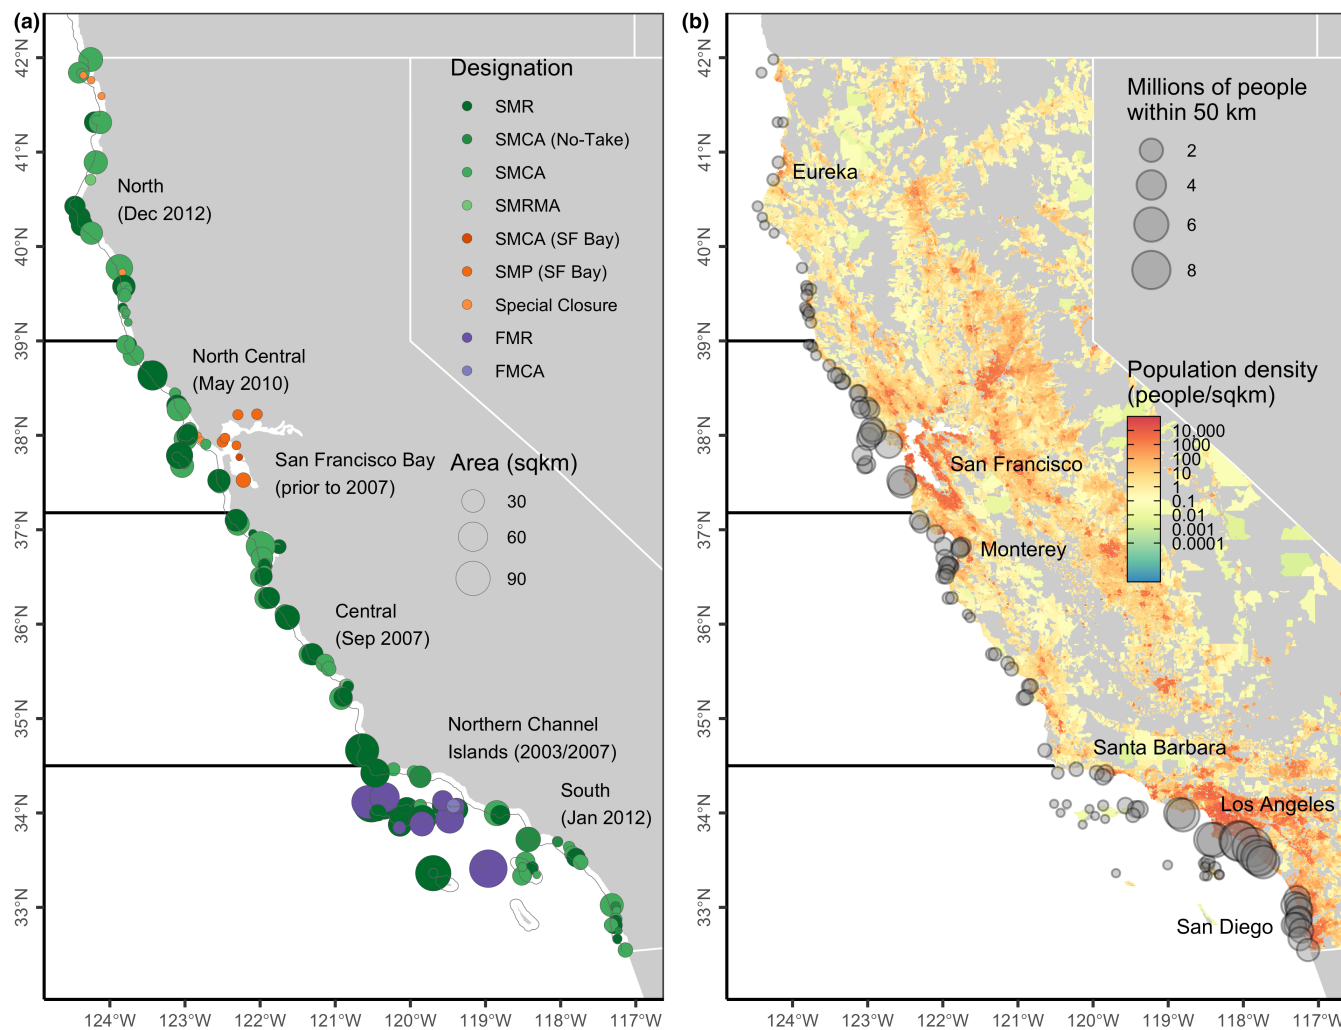 (a)
42°N
41°N
40°N
39°N
38°N
37°N
36°N
35°N
34°N
33°N
124°W
123°W
122°W
121°W
120°W
119°W
118°W
117°W
Designation
SMR
SMCA (No-Take)
SMCA
SMRMA
SMCA (SF Bay)
SMP (SF Bay)
Special Closure
FMR
FMCA
North
(Dec 2012)
North Central
(May 2010)
San Francisco Bay
(prior to 2007)
Area (sqkm)
30
60
90
Central
(Sep 2007)
Northern Channel
Islands (2003/2007)
South
(Jan 2012)
(b)
42°N
41°N
40°N
39°N
38°N
37°N
36°N
35°N
34°N
33°N
124°W
123°W
122°W
121°W
120°W
119°W
118°W
117°W
Millions of people
within 50 km
2
4
6
8
Population density
(people/sqkm)
10000
1000
100
10
1
0.1
0.01
0.001
0.0001
Eureka
San Francisco
Monterey
Santa Barbara
Los Angeles
San Diego